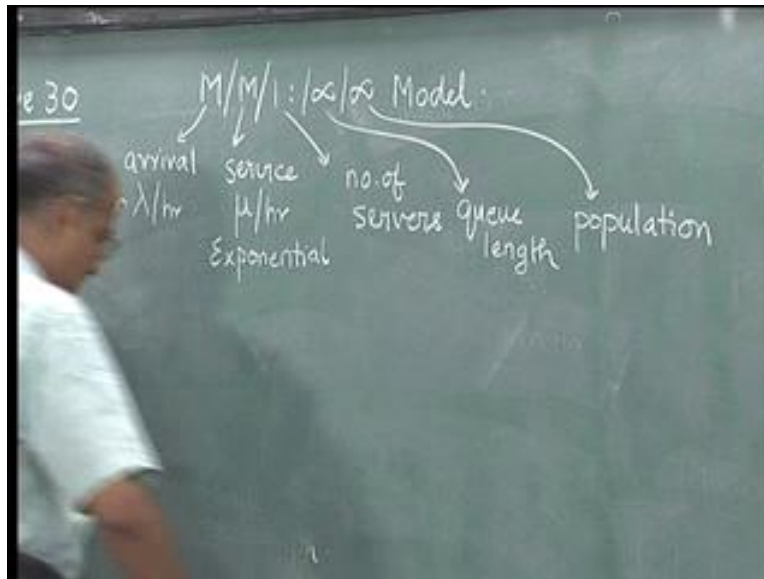 30
M/M/1:/∞/∞ Model.
arrival service no. of queue population
λ/hr μ/hr servers length
Exponential